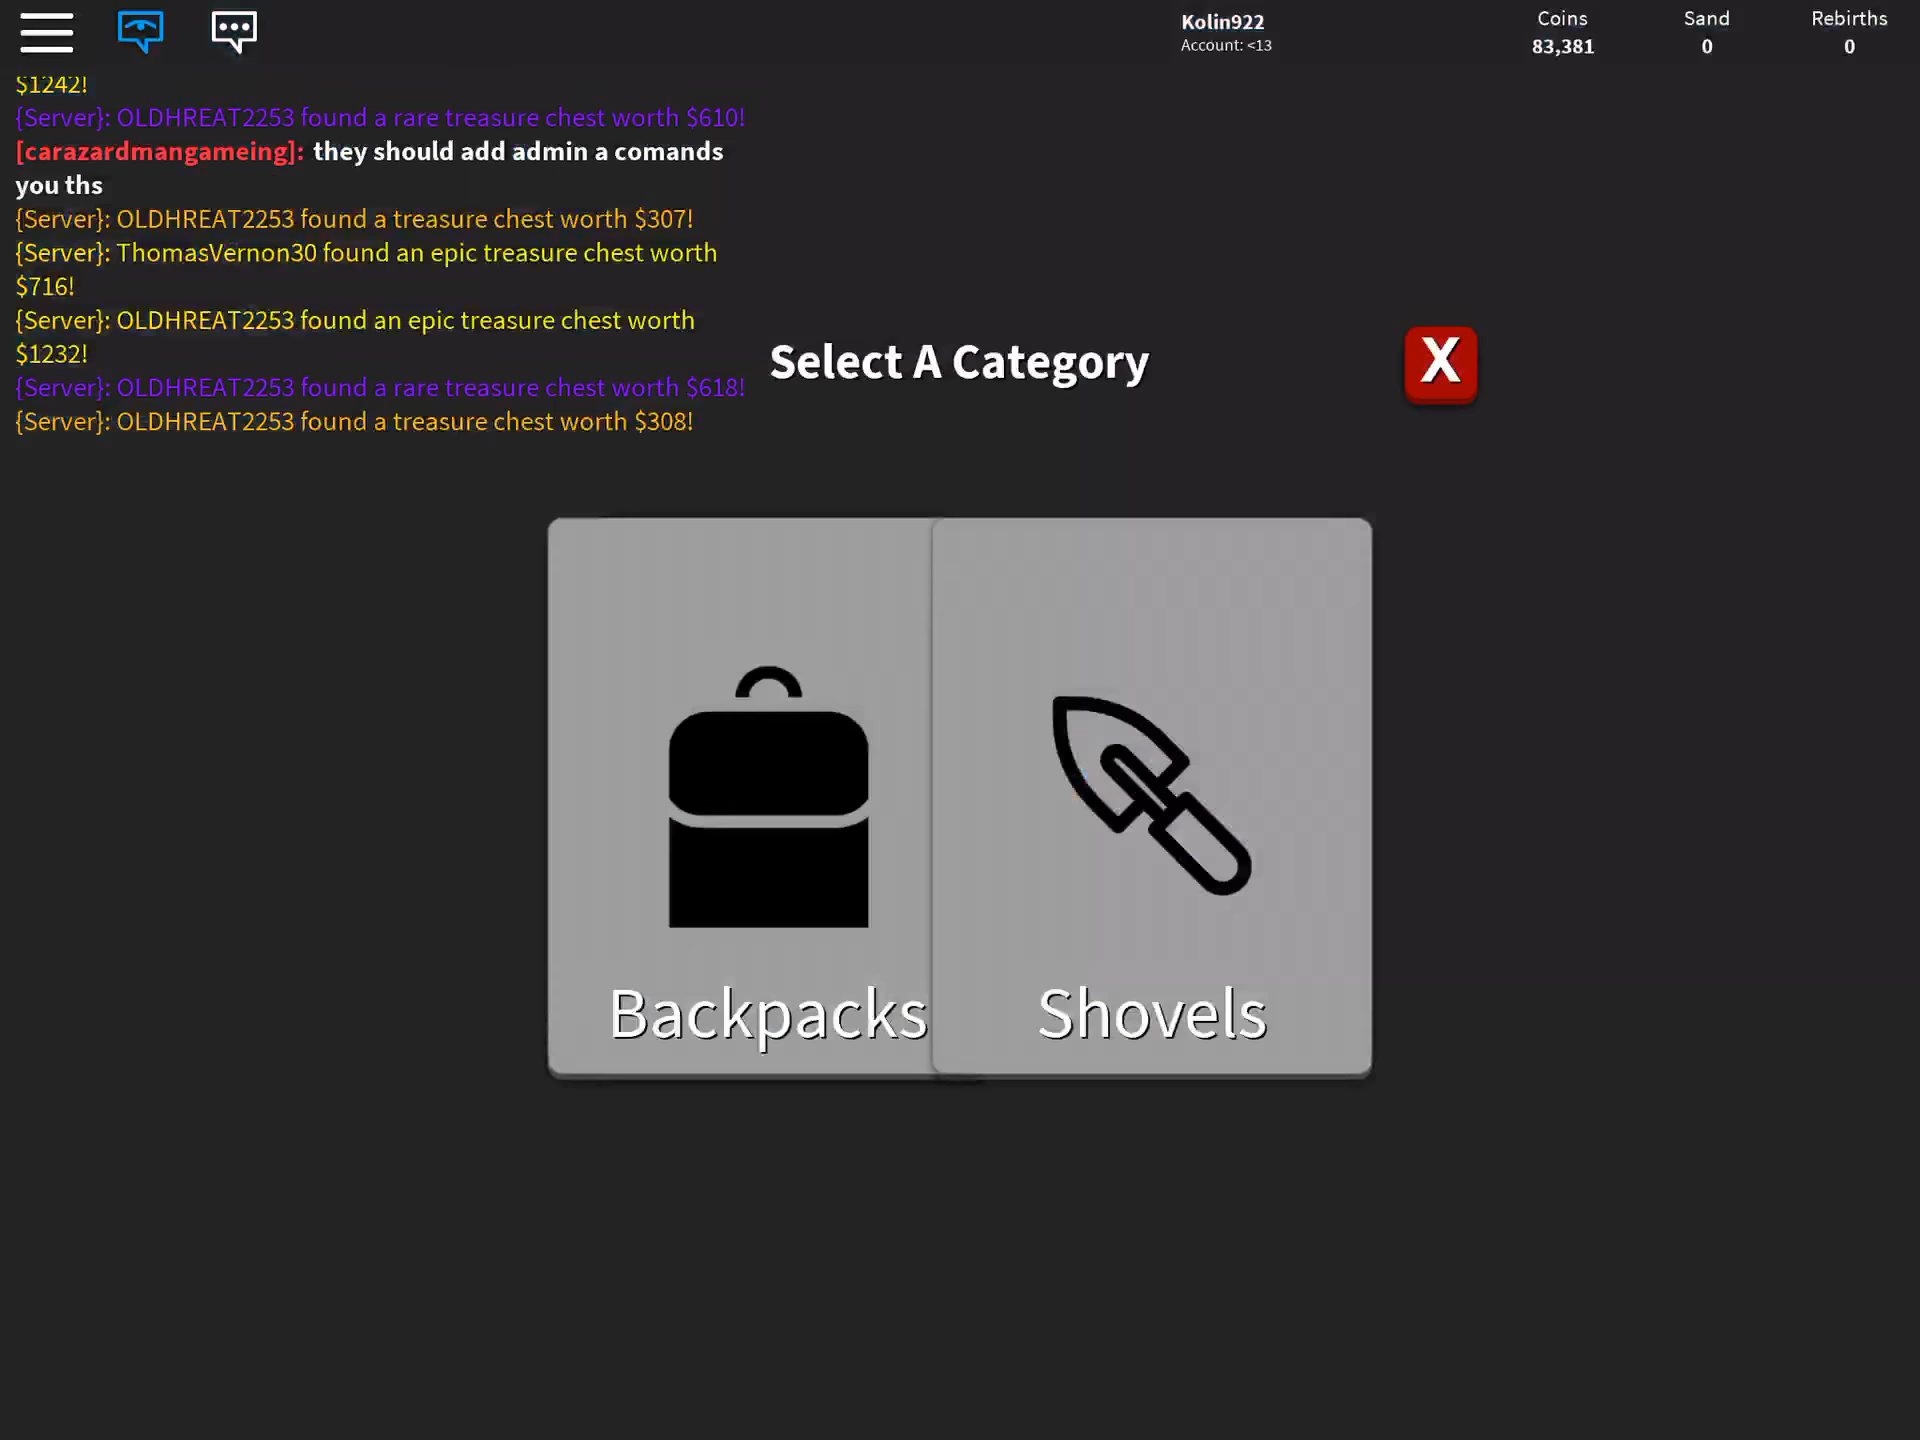 Kolin922
Account: <13
Coins
83,381
Sand
0
Rebirths
0
$1242!
{Server}: OLDHREAT2253 found a rare treasure chest worth $610!
[carazardmangameing]: they should add admin a comands
you ths
{Server}: OLDHREAT2253 found a treasure chest worth $307!
{Server}: ThomasVernon30 found an epic treasure chest worth
$716!
{Server}: OLDHREAT2253 found an epic treasure chest worth
$1232!
{Server}: OLDHREAT2253 found a rare treasure chest worth $618!
{Server}: OLDHREAT2253 found a treasure chest worth $308!
Select A Category
X
Backpacks
Shovels